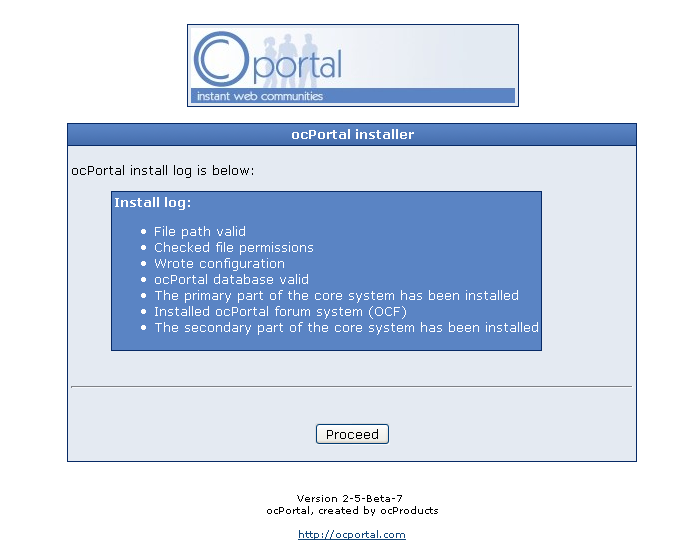 Cportal
instant web communities
ocPortal installer
ocPortal install log is below:
Install log:
File path valid
Checked file permissions
Wrote configuration
ocPortal database valid
The primary part of the core system has been installed
Installed ocPortal forum system (OCF)
The secondary part of the core system has been installed
Proceed
Version 2-5-Beta-7
ocPortal, created by ocProducts
http://ocportal.com